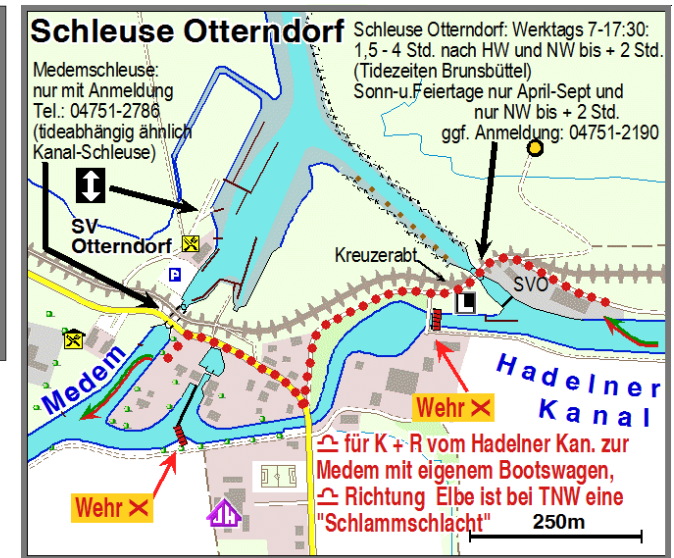 Schleuse Otterndorf
Schleuse Otterndorf: Werktags 7-17:30:
1,5 - 4 Std. nach HW und NW bis + 2 Std.
(Tidezeiten Brunsbüttel)
Sonn-u.Feiertage nur April-Sept und
nur NW bis + 2 Std.
ggf. Anmeldung: 04751-2190
Medemschleuse:
nur mit Anmeldung
Tel.: 04751-2786
(tideabhängig ähnlich
Kanal-Schleuse)
SV
Otterndorf
P
Kreuzerabt.
SVO
Medem
Hadelner
Kanal
Wehr X
Wehr X
für K + R vom Hadelner Kan. zur
Medem mit eigenem Bootswagen,
Richtung Elbe ist bei TNW eine
"Schlammschlacht"
250m